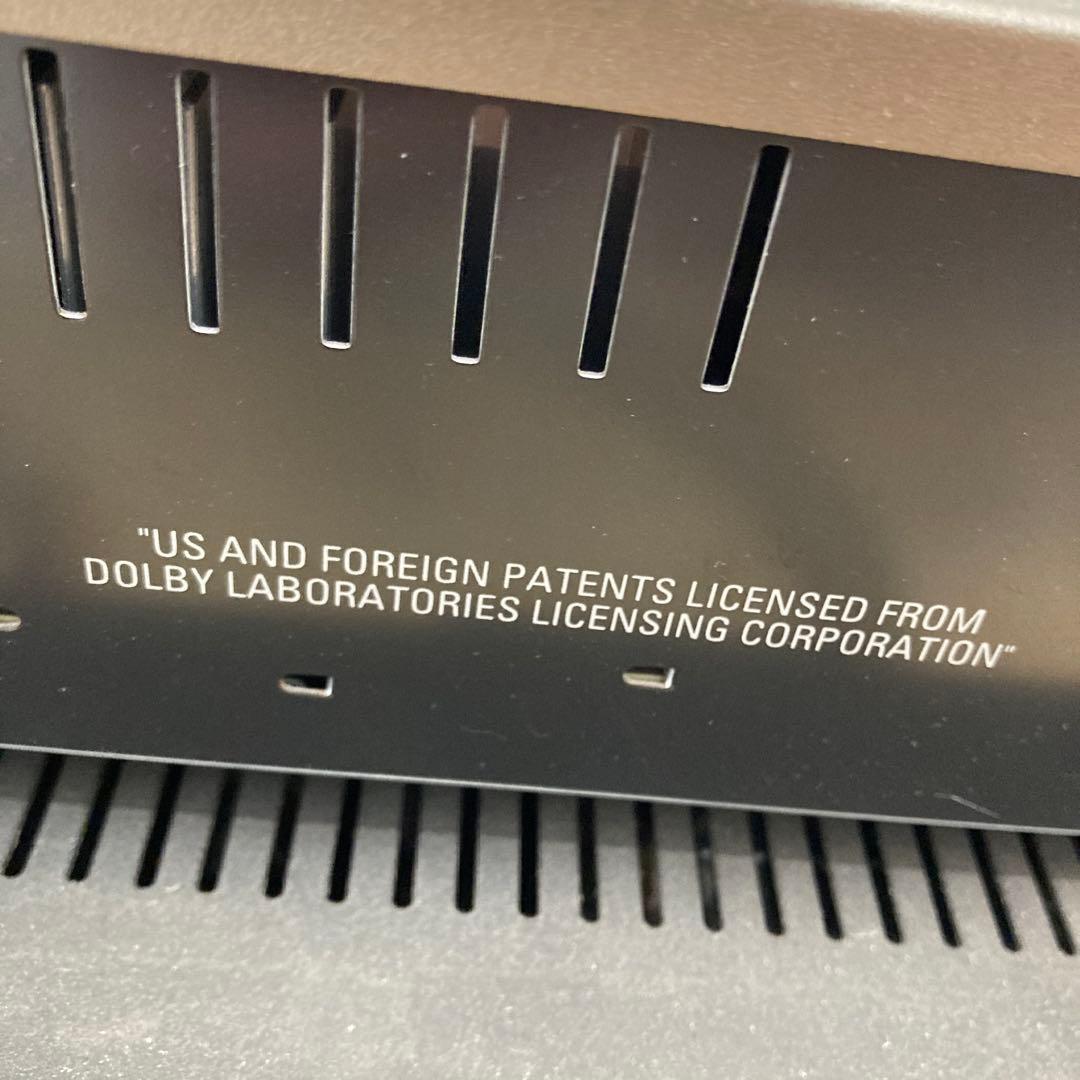 "US AND FOREIGN PATENTS LICENSED FROM
DOLBY LABORATORIES LICENSING CORPORATION"